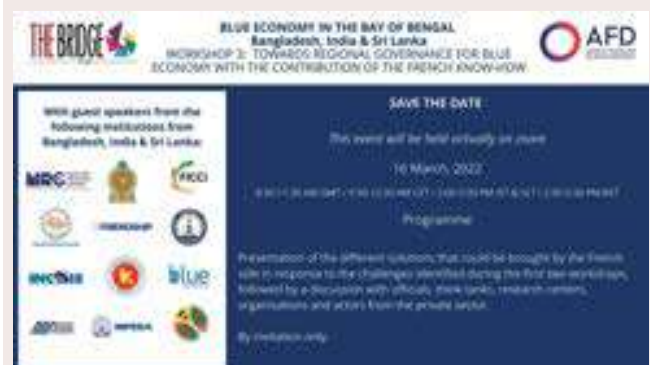 THE BRIDGE
BLUE ECONOMY IN THE BAY OF BENGAL
Bangladesh, India & Sri Lanka
WORKSHOP 3: TOWARDS REGIONAL GOVERNANCE FOR BLUE
ECONOMY WITH THE CONTRIBUTION OF THE FRENCH KNOW-HOW
AFD
With guest speakers from the
following institutions from
Bangladesh, India & Sri Lanka:
MRC
FICCI
FRIENDSHIP
blue
SAVE THE DATE
This event will be held virtually on zoom
16 March, 2022
Programme
Presentation of the different solutions that could be brought by the French
side in response to the challenges identified during the first two workshops,
followed by a discussion with officials, think tanks, research centers,
organisations and actors from the private sector.
By invitation only.